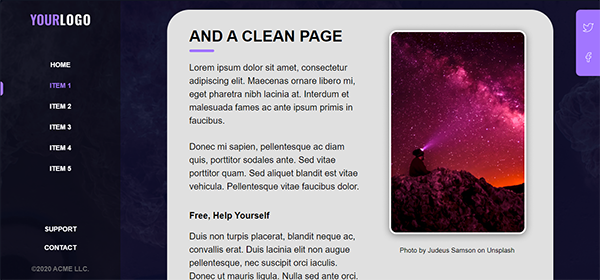 YOURLOGO
HOME
ITEM 1
ITEM 2
ITEM 3
ITEM 4
ITEM 5
SUPPORT
CONTACT
©2020 ACME LLC.
AND A CLEAN PAGE
Lorem ipsum dolor sit amet, consectetur
adipiscing elit. Maecenas ornare libero mi,
eget pharetra nibh lacinia at. Interdum et
malesuada fames ac ante ipsum primis in
faucibus.
Donec mi sapien, pellentesque ac diam
quis, porttitor sodales ante. Sed vitae
porttitor quam. Sed aliquet blandit est vitae
vehicula. Pellentesque vitae faucibus dolor.
Free, Help Yourself
Duis non turpis placerat, blandit neque ac,
convallis erat. Duis lacinia elit non augue
pellentesque, nec suscipit orci iaculis.
Donec ut mauris ligula. Nulla sed ante orci.
Photo by Judeus Samson on Unsplash